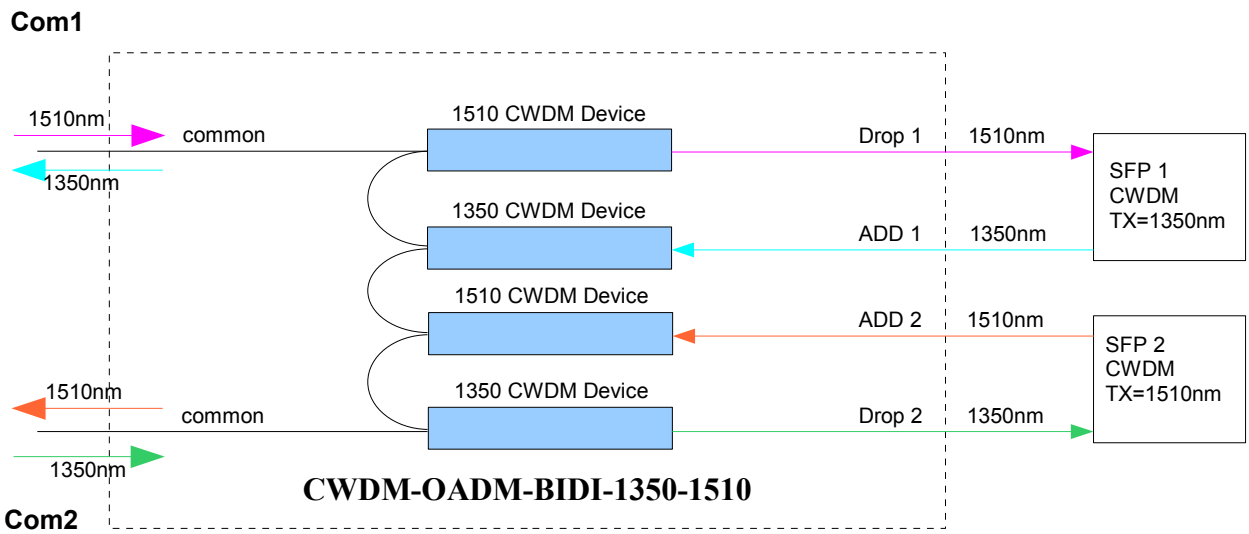 Com1
1510nm
common
1350nm
1510 CWDM Device
Drop 1
1510nm
SFP 1
CWDM
TX=1350nm
1350 CWDM Device
ADD 1
1350nm
1510 CWDM Device
ADD 2
1510nm
SFP 2
CWDM
TX=1510nm
1510nm
common
1350nm
1350 CWDM Device
Drop 2
1350nm
CWDM-OADM-BIDI-1350-1510
Com2